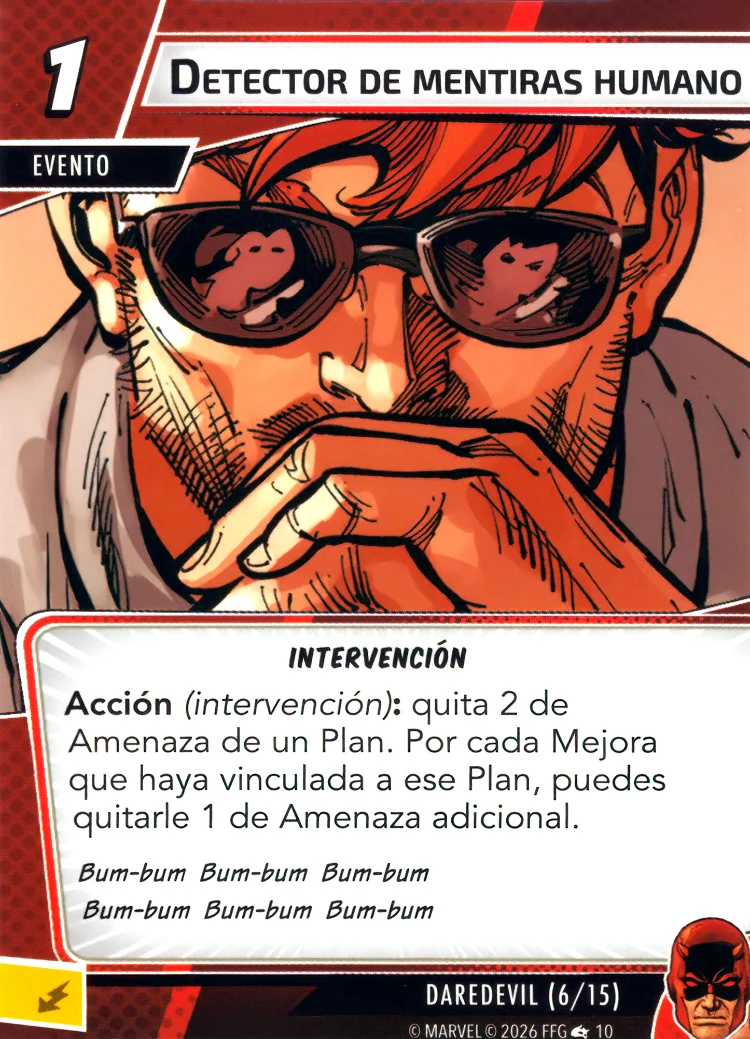 1
DETECTOR DE MENTIRAS HUMANO
EVENTO
INTERVENCIÓN
Acción (intervención): quita 2 de
Amenaza de un Plan. Por cada Mejora
que haya vinculada a ese Plan, puedes
quitarle 1 de Amenaza adicional.
Bum-bum Bum-bum Bum-bum
Bum-bum Bum-bum Bum-bum
DAREDEVIL (6/15)
© MARVEL © 2026 FFG 10